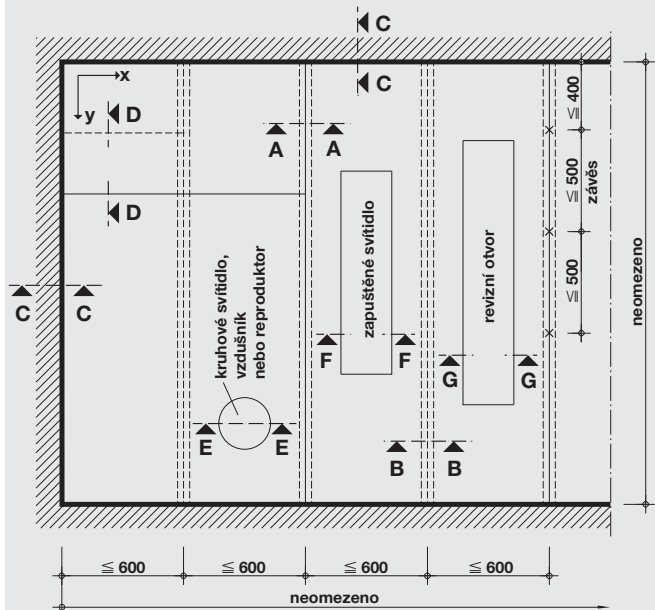 C
C
x
y
D
D
A A
≦ 400
≦ 500
závěs
≦ 500
neomezeno
C C
kruhové svítidlo,
vzdušník
nebo reproduktor
zapuštěné svítidlo
revizní otvor
F F
G G
E E
B B
≦ 600 ≦ 600 ≦ 600 ≦ 600
neomezeno